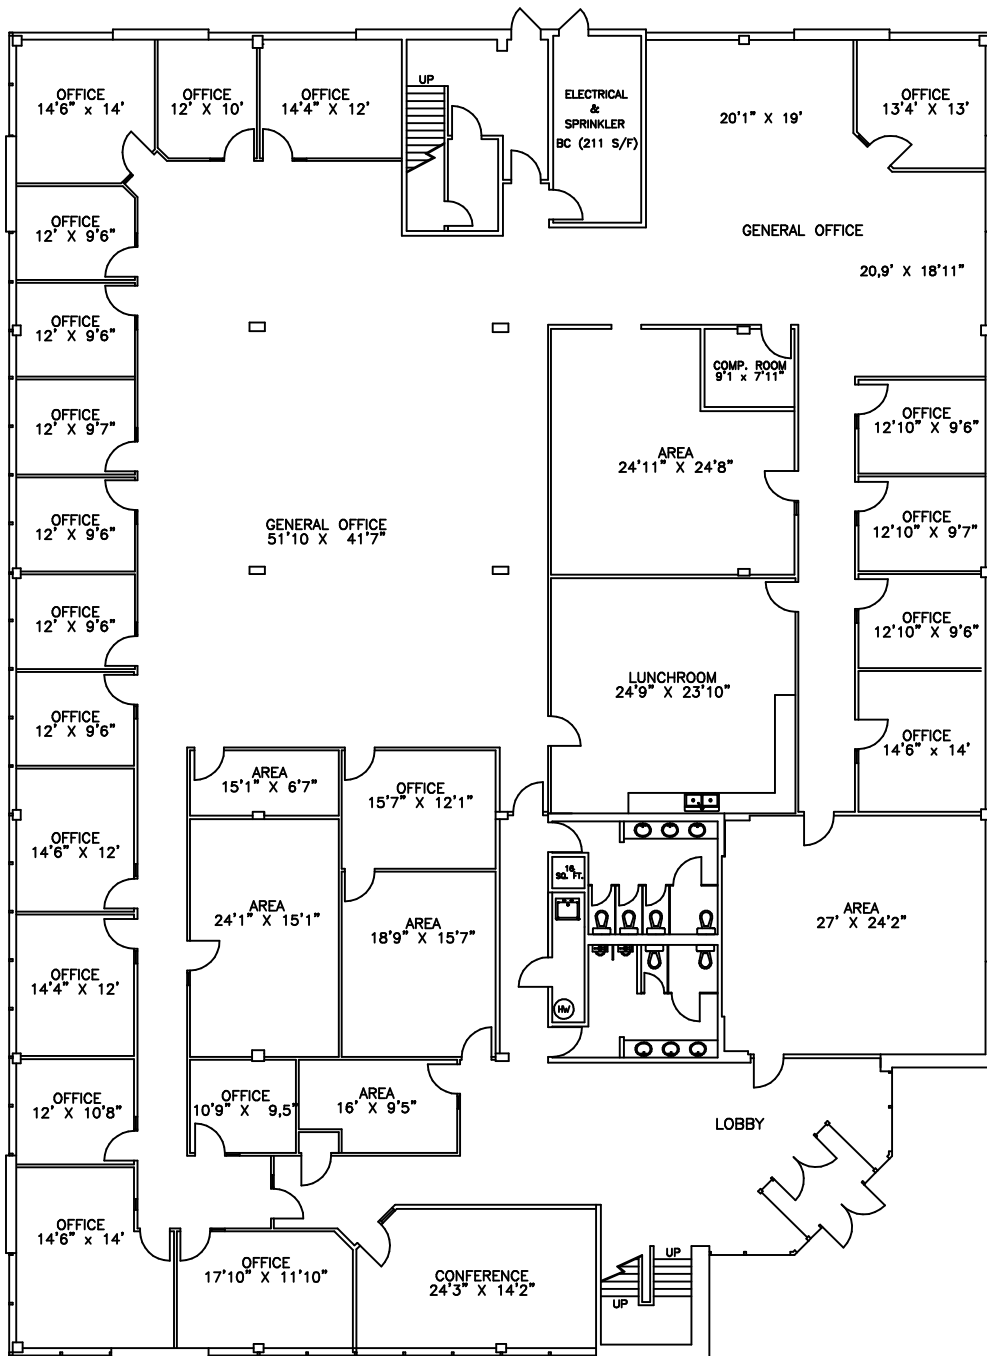 OFFICE
14'6" x 14'
OFFICE
12' X 10'
OFFICE
14'4" X 12'
UP
ELECTRICAL
&
SPRINKLER
BC (211 S/F)
20'1" X 19'
OFFICE
13'4' X 13'
OFFICE
12' X 9'6"
GENERAL OFFICE
20,9' X 18'11"
OFFICE
12' X 9'6"
COMP. ROOM
9'1 x 7'11"
OFFICE
12' X 9'7"
OFFICE
12'10" X 9'6"
AREA
24'11" X 24'8"
OFFICE
12' X 9'6"
GENERAL OFFICE
51'10 X 41'7"
OFFICE
12'10" X 9'7"
OFFICE
12' X 9'6"
OFFICE
12'10" X 9'6"
LUNCHROOM
24'9" X 23'10"
OFFICE
12' X 9'6"
OFFICE
14'6" x 14'
AREA
15'1" X 6'7"
OFFICE
15'7" X 12'1"
OFFICE
14'6" X 12'
16
SQ. FT.
AREA
24'1" X 15'1"
AREA
18'9" X 15'7"
AREA
27' X 24'2"
OFFICE
14'4" X 12'
HW
OFFICE
12' X 10'8"
OFFICE
10'9" X 9,5"
AREA
16' X 9'5"
LOBBY
OFFICE
14'6" x 14'
OFFICE
17'10" X 11'10"
CONFERENCE
24'3" X 14'2"
UP
UP